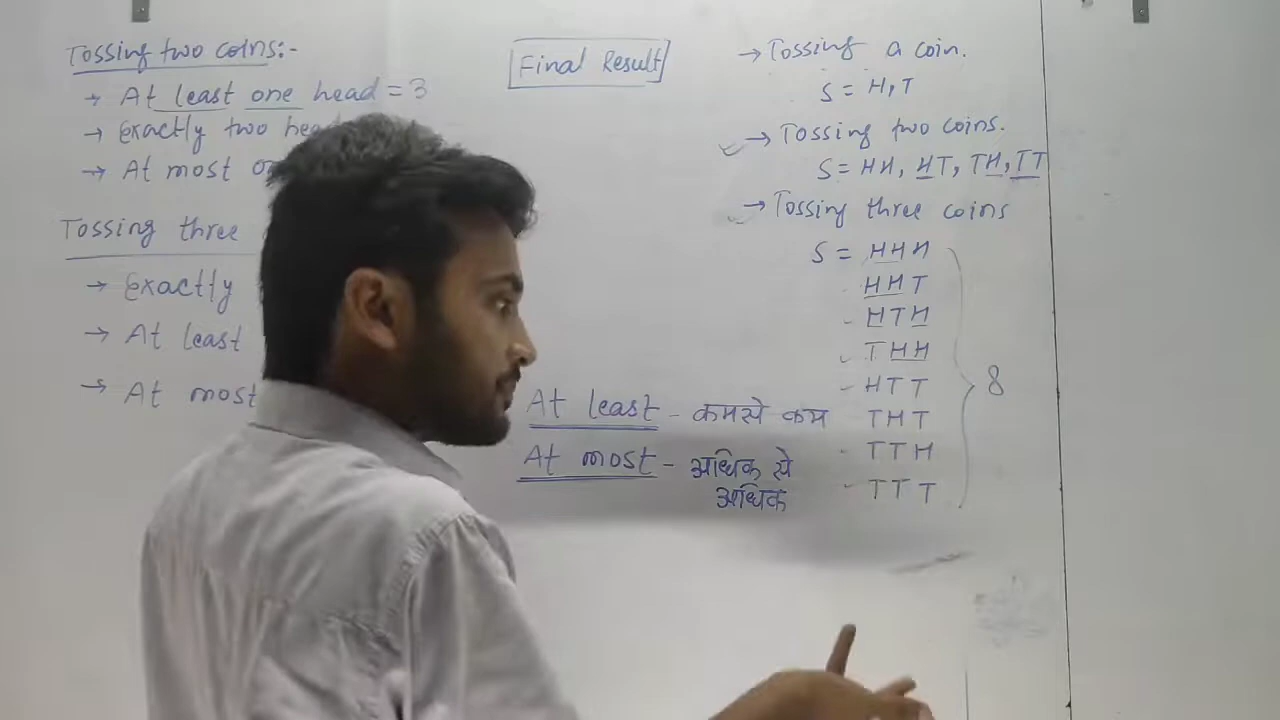 Tossing two coins:-
→ At least one head = 3
→ Exactly two
→ At most
Tossing three
→ Exactly
→ At least
→ At most
Final Result
At least - कमसे कम
At most - अधिक से
अधिक
→ Tossing a coin.
S = H, T
→ Tossing two coins.
S = HH, HT, TH, TT
→ Tossing three coins
S = HHH
HHT
HTH
THH
HTT
THT
TTH
TTT
8